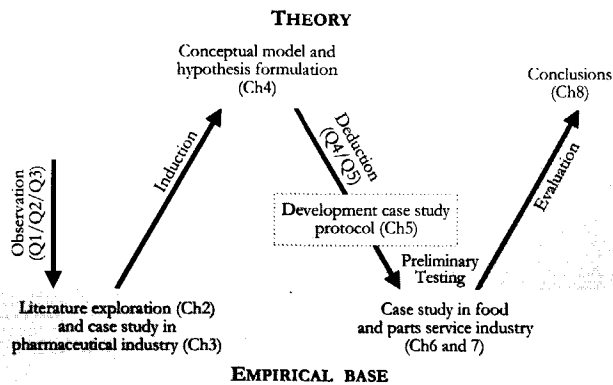 THEORY
Conceptual model and
hypothesis formulation
(Ch4)
Conclusions
(Ch8)
Observation
(Q1/Q2/Q3)
Induction
Deduction
(Q4/Q5)
Evaluation
Development case study
protocol (Ch5)
Preliminary
Testing
Literature exploration (Ch2)
and case study in
pharmaceutical industry (Ch3)
Case study in food
and parts service industry
(Ch6 and 7)
EMPIRICAL BASE